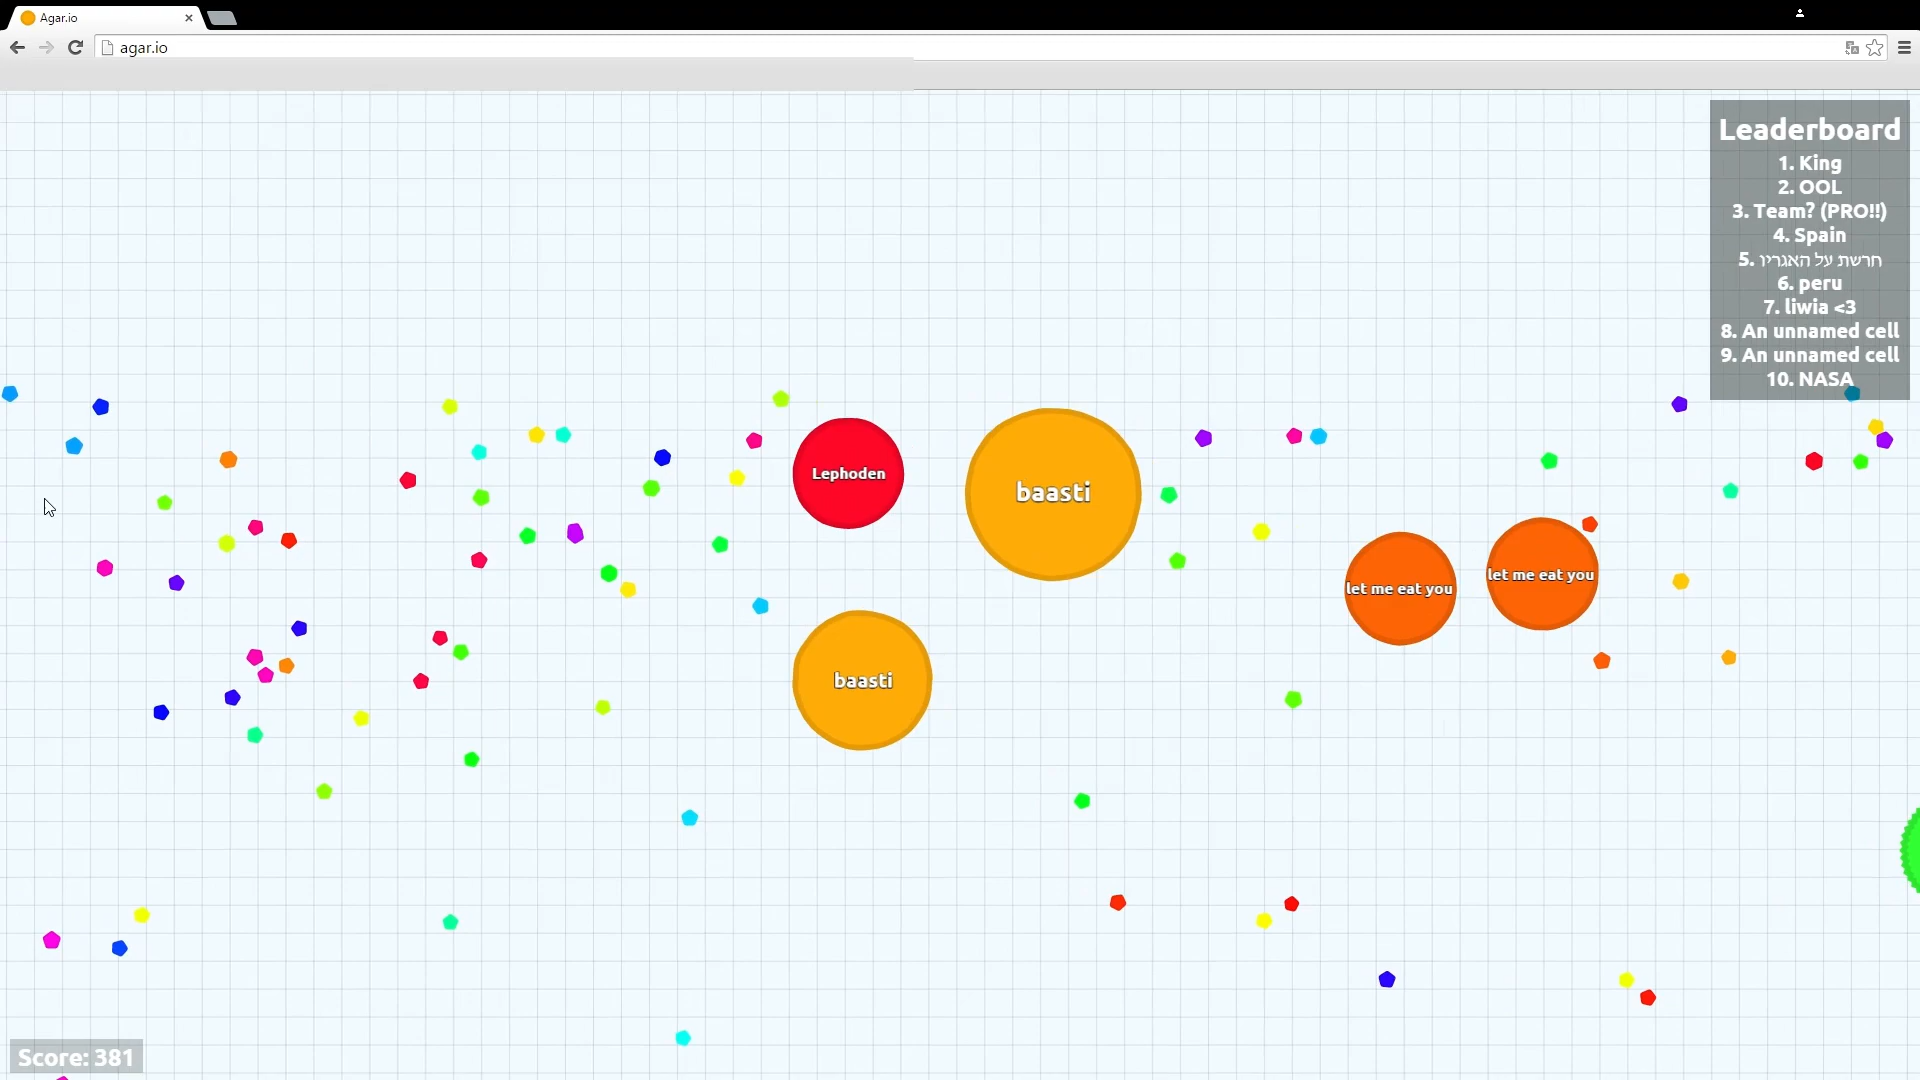 Agar.io
agar.io
Leaderboard
1. King
2. OOL
3. Team? (PRO!!)
4. Spain
5. חרשת על האגריו
6. peru
7. liwia <3
8. An unnamed cell
9. An unnamed cell
10. NASA
Lephoden
baasti
let me eat you
let me eat you
baasti
Score: 381